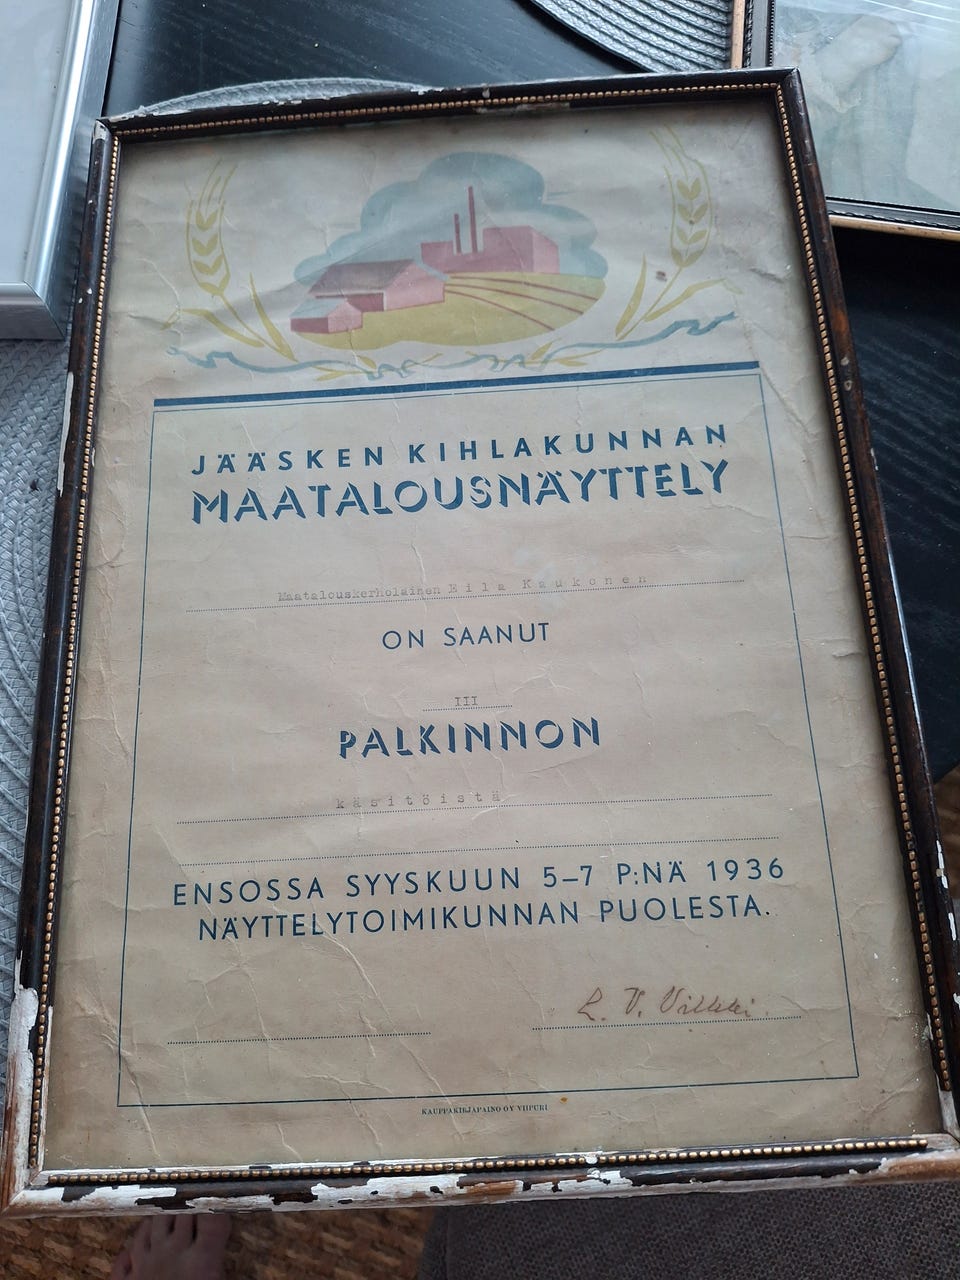 JÄÄSKEN KIHLAKUNNAN
MAATALOUSNÄYTTELY
Maatalouskerholainen Eila Kaukonen
ON SAANUT
III
PALKINNON
käsitöistä
ENSOSSA SYYSKUUN 5–7 P:NÄ 1936
NÄYTTELYTOIMIKUNNAN PUOLESTA.
L. V. Vilkki.
KAUPPAKIRJAPAINO OY VIIPURI